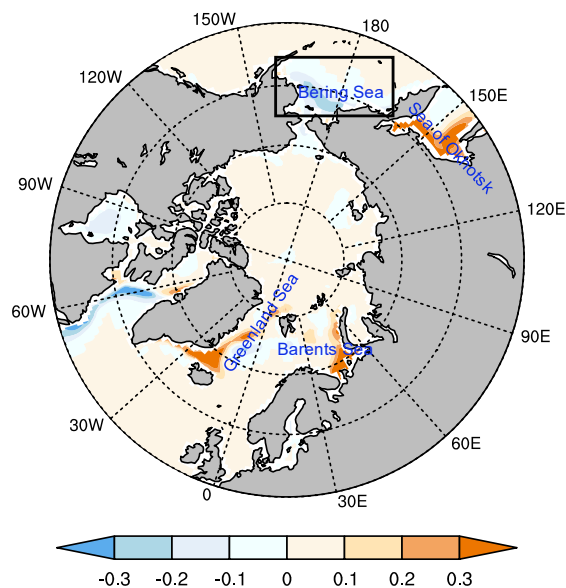 150W
180
120W
150E
Bering Sea
Sea of Okhotsk
90W
120E
60W
Greenland Sea
Barents Sea
90E
30W
60E
0
30E
-0.3 -0.2 -0.1 0 0.1 0.2 0.3